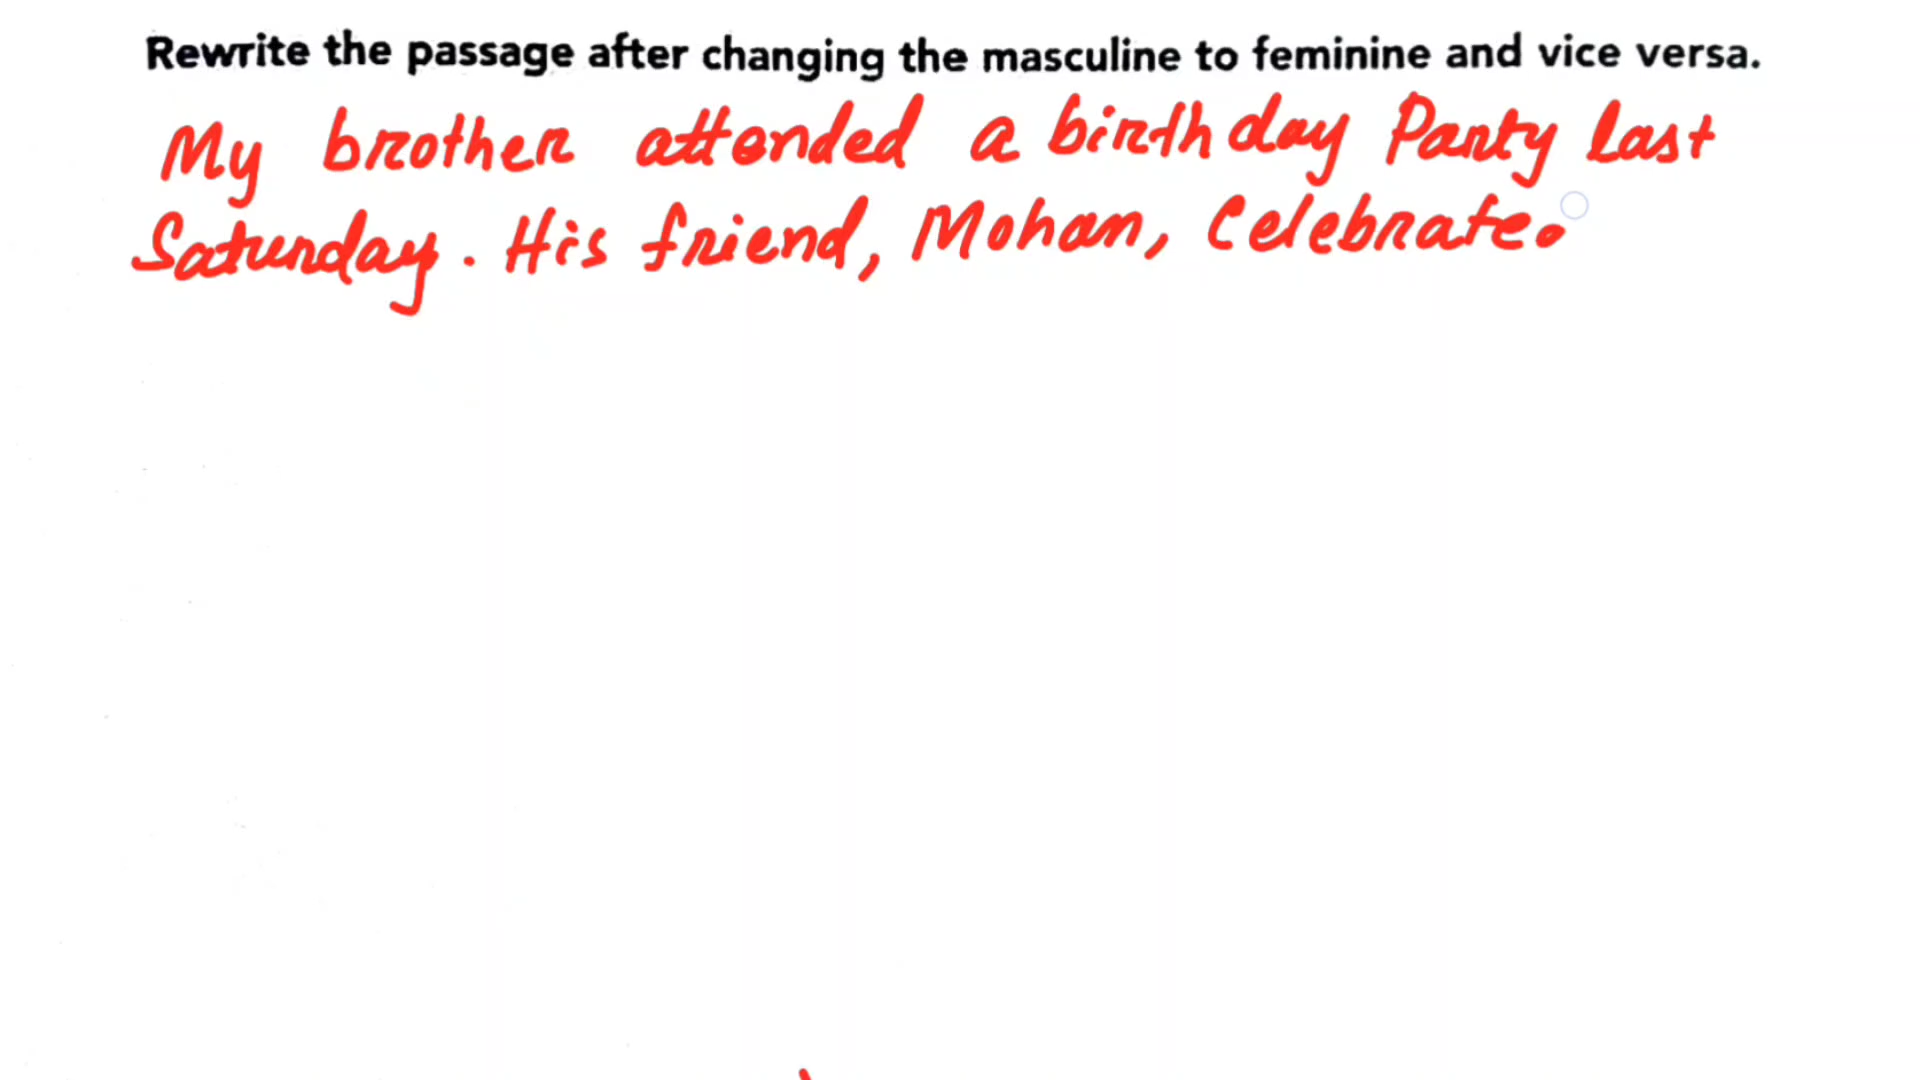 Rewrite the passage after changing the masculine to feminine and vice versa.
My brother attended a birthday Party last
Saturday. His friend, Mohan, Celebrate